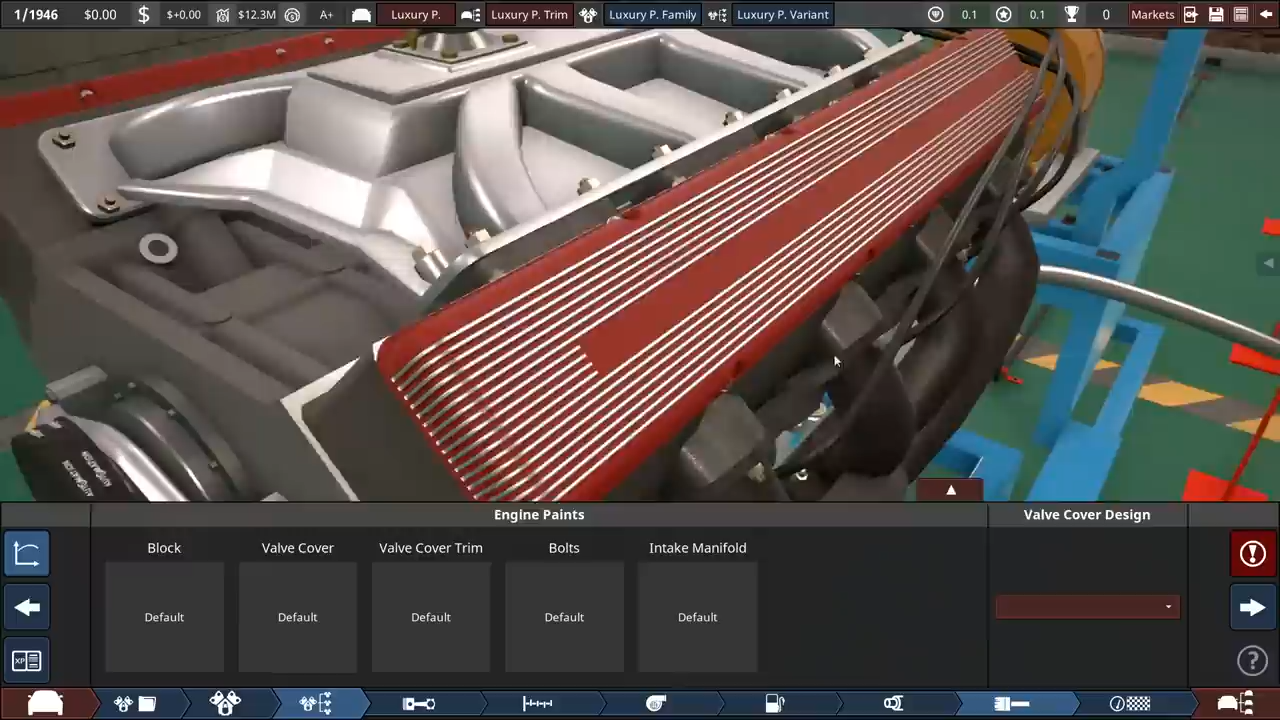 1/1946 $0.00 $ $+0.00 $12.3M A+ Luxury P. Luxury P. Trim Luxury P. Family Luxury P. Variant 0.1 0.1 0 Markets
Engine Paints
Valve Cover Design
Block Valve Cover Valve Cover Trim Bolts Intake Manifold
Default Default Default Default Default
XP